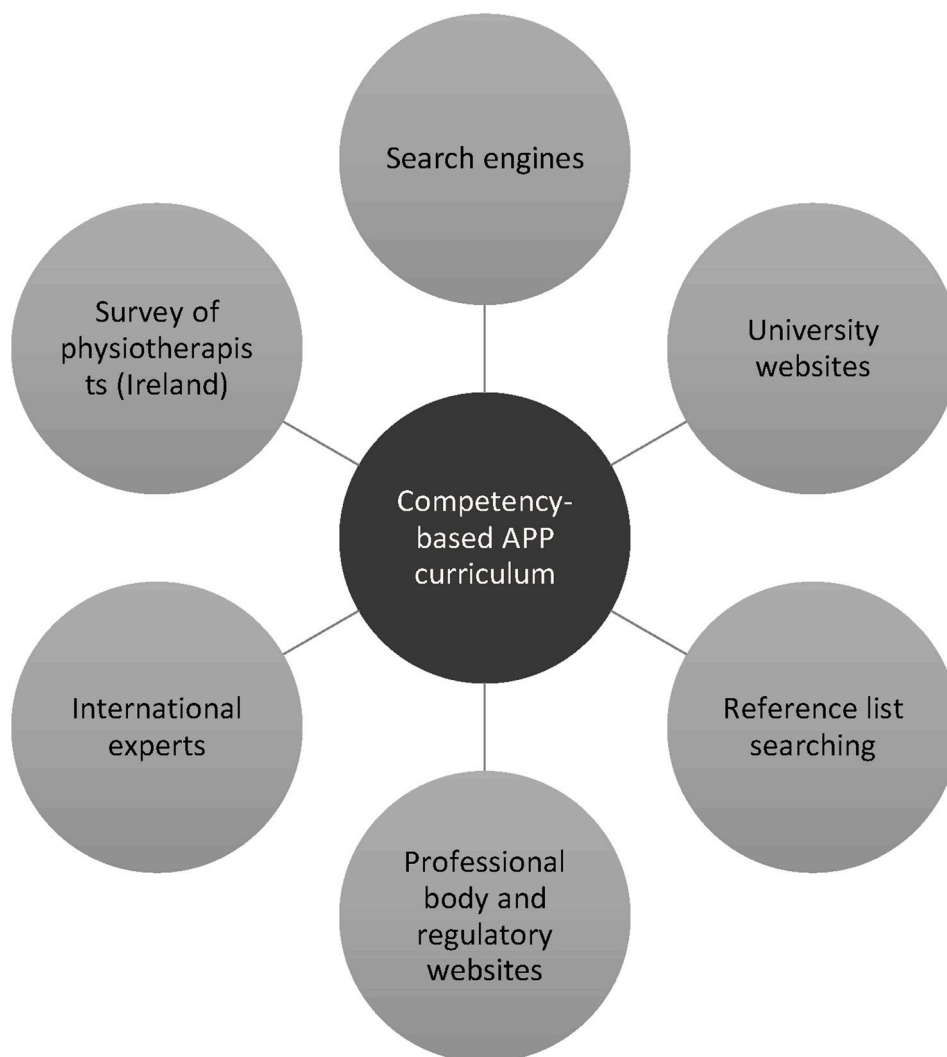 Search engines
University
websites
Reference list
searching
Professional
body and
regulatory
websites
International
experts
Survey of
physiotherapis
ts (Ireland)
Competency-
based APP
curriculum